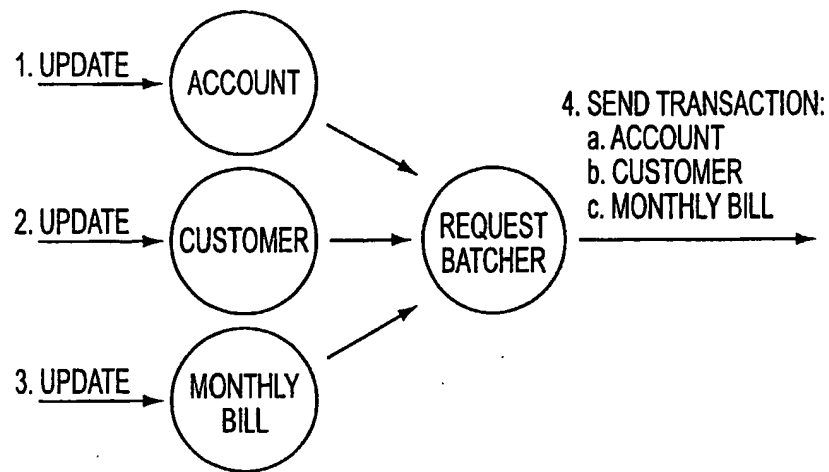 1. UPDATE
ACCOUNT
2. UPDATE
CUSTOMER
3. UPDATE
MONTHLY
BILL
REQUEST
BATCHER
4. SEND TRANSACTION:
a. ACCOUNT
b. CUSTOMER
c. MONTHLY BILL